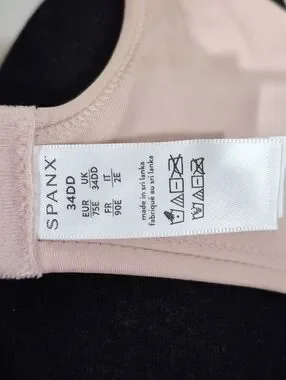 SPANX®
34DD
EUR UK
75E 34DD
FR IT
90E 2E
made in sri lanka
fabriqué au sri lanka